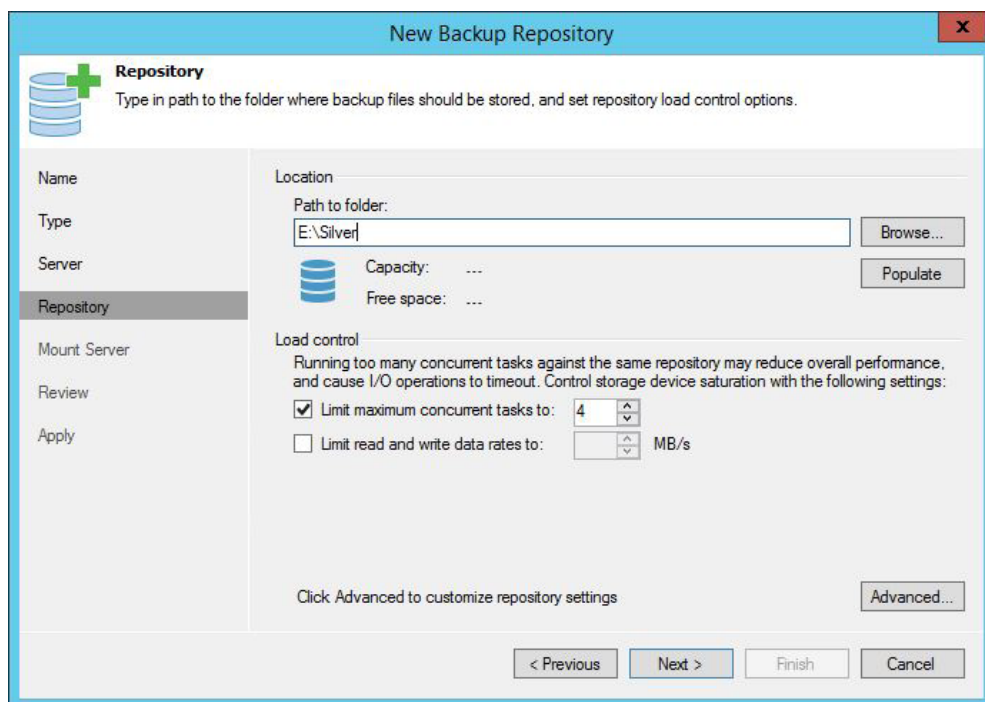 New Backup Repository
X
Repository
Type in path to the folder where backup files should be stored, and set repository load control options.
Name
Type
Server
Repository
Mount Server
Review
Apply
Location
Path to folder:
E:\Silver
Browse...
Capacity: ---
Populate
Free space: ---
Load control
Running too many concurrent tasks against the same repository may reduce overall performance,
and cause I/O operations to timeout. Control storage device saturation with the following settings:
Limit maximum concurrent tasks to: 4
Limit read and write data rates to: MB/s
Click Advanced to customize repository settings
Advanced...
< Previous
Next >
Finish
Cancel